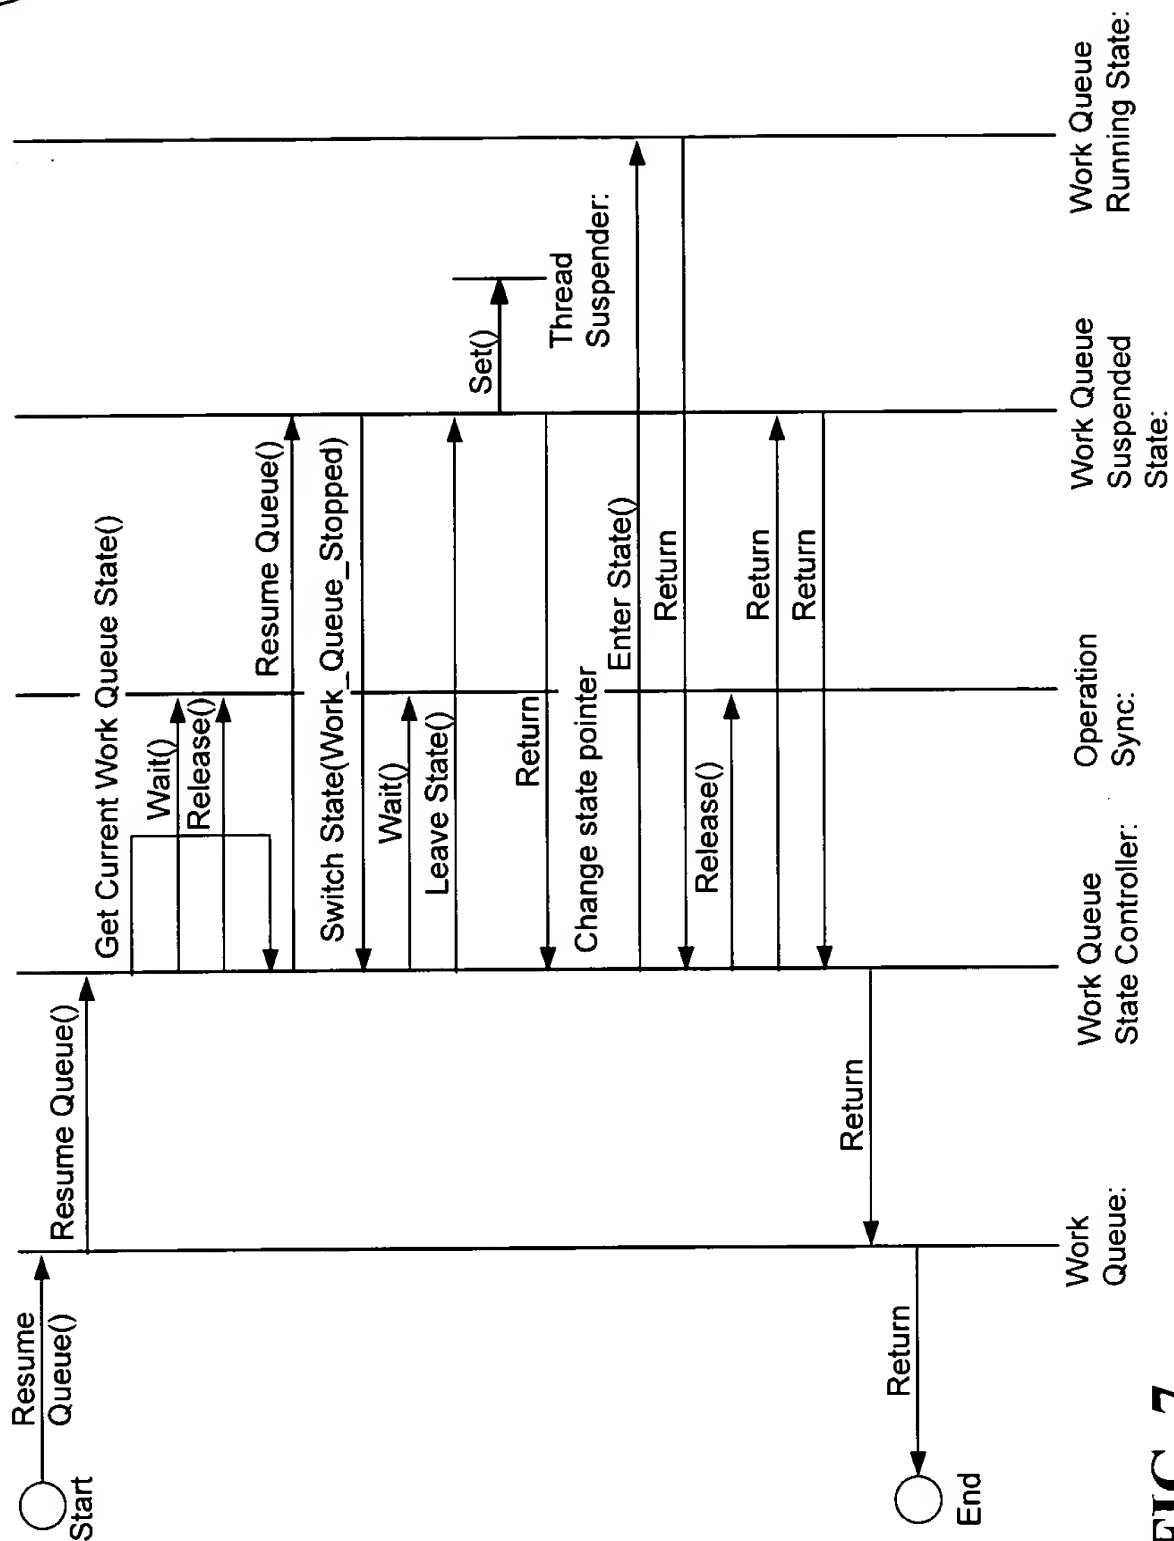 Resume
Queue()
Start
Resume Queue()
Get Current Work Queue State()
Wait()
Release()
Resume Queue()
Switch State(Work_Queue_Stopped)
Wait()
Leave State()
Set()
Thread
Suspender:
Return
Change state pointer
Enter State()
Return
Release()
Return
Return
Return
Return
End
Work
Queue:
Work Queue
State Controller:
Operation
Sync:
Work Queue
Suspended
State:
Work Queue
Running State:
FIG. 7